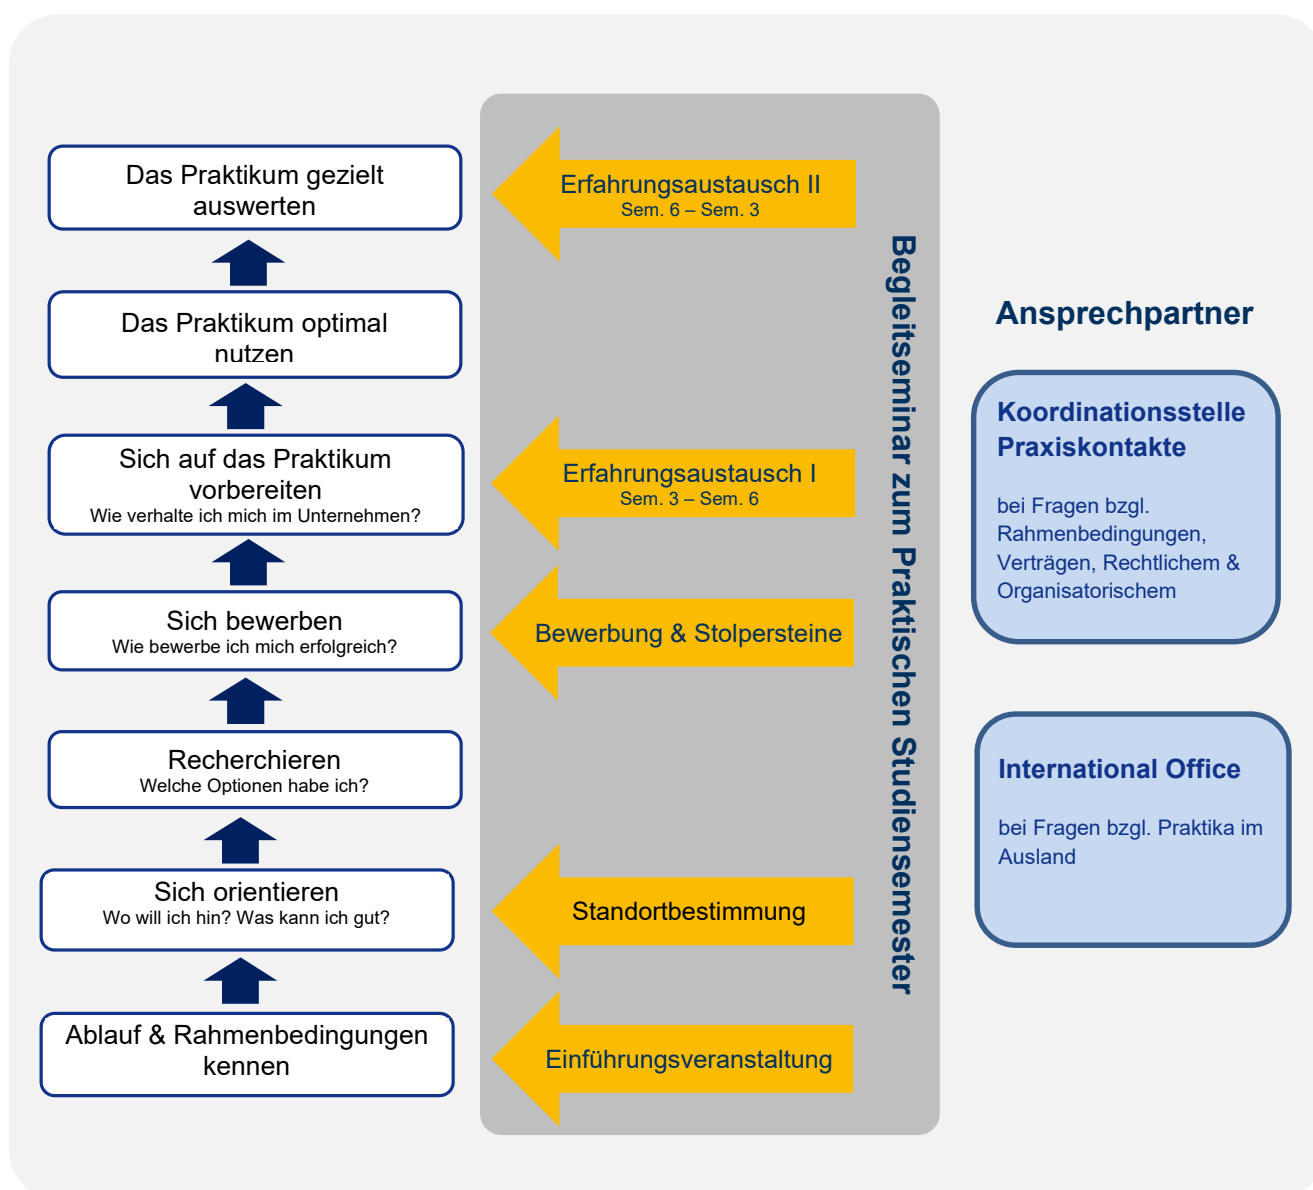 Das Praktikum gezielt
auswerten
Das Praktikum optimal
nutzen
Sich auf das Praktikum
vorbereiten
Wie verhalte ich mich im Unternehmen?
Sich bewerben
Wie bewerbe ich mich erfolgreich?
Recherchieren
Welche Optionen habe ich?
Sich orientieren
Wo will ich hin? Was kann ich gut?
Ablauf & Rahmenbedingungen
kennen
Erfahrungsaustausch II
Sem. 6 – Sem. 3
Erfahrungsaustausch I
Sem. 3 – Sem. 6
Bewerbung & Stolpersteine
Standortbestimmung
Einführungsveranstaltung
Begleitseminar zum Praktischen Studiensemester
Ansprechpartner
Koordinationsstelle
Praxiskontakte
bei Fragen bzgl.
Rahmenbedingungen,
Verträgen, Rechtlichem &
Organisatorischem
International Office
bei Fragen bzgl. Praktika im
Ausland